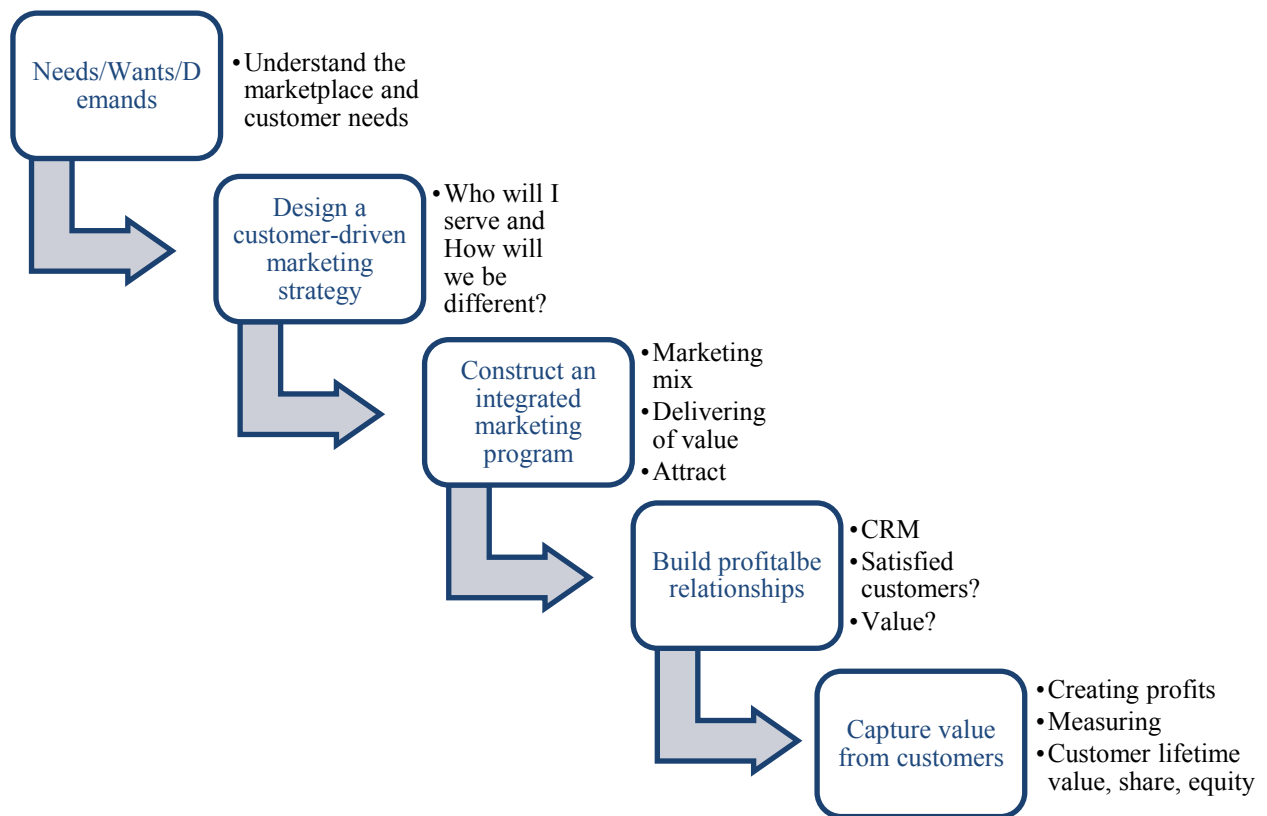 Needs/Wants/D
emands
•Understand the
marketplace and
customer needs
Design a
customer-driven
marketing
strategy
•Who will I
serve and
How will
we be
different?
Construct an
integrated
marketing
program
•Marketing
mix
•Delivering
of value
•Attract
Build profitalbe
relationships
•CRM
•Satisfied
customers?
•Value?
Capture value
from customers
•Creating profits
•Measuring
•Customer lifetime
value, share, equity